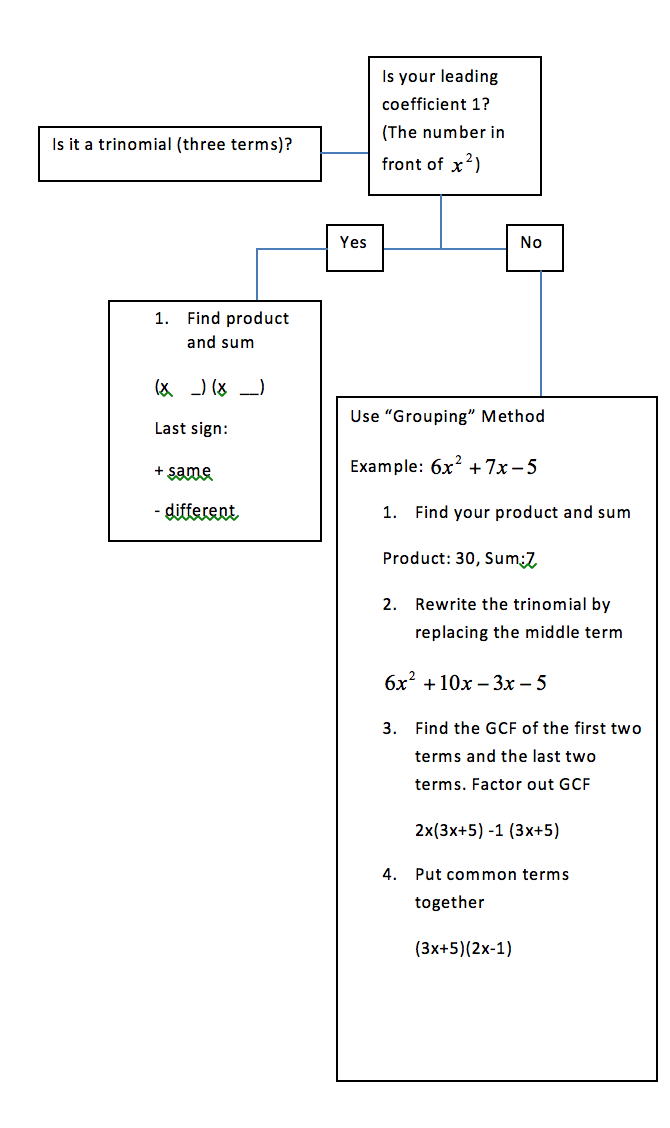 Is it a trinomial (three terms)?
Is your leading
coefficient 1?
(The number in
front of x²)
Yes
No
1. Find product
and sum
(x _) (x __)
Last sign:
+ same
- different
Use “Grouping” Method
Example: 6x² + 7x – 5
1. Find your product and sum
Product: 30, Sum:7
2. Rewrite the trinomial by
replacing the middle term
6x² + 10x – 3x – 5
3. Find the GCF of the first two
terms and the last two
terms. Factor out GCF
2x(3x+5) -1 (3x+5)
4. Put common terms
together
(3x+5)(2x-1)